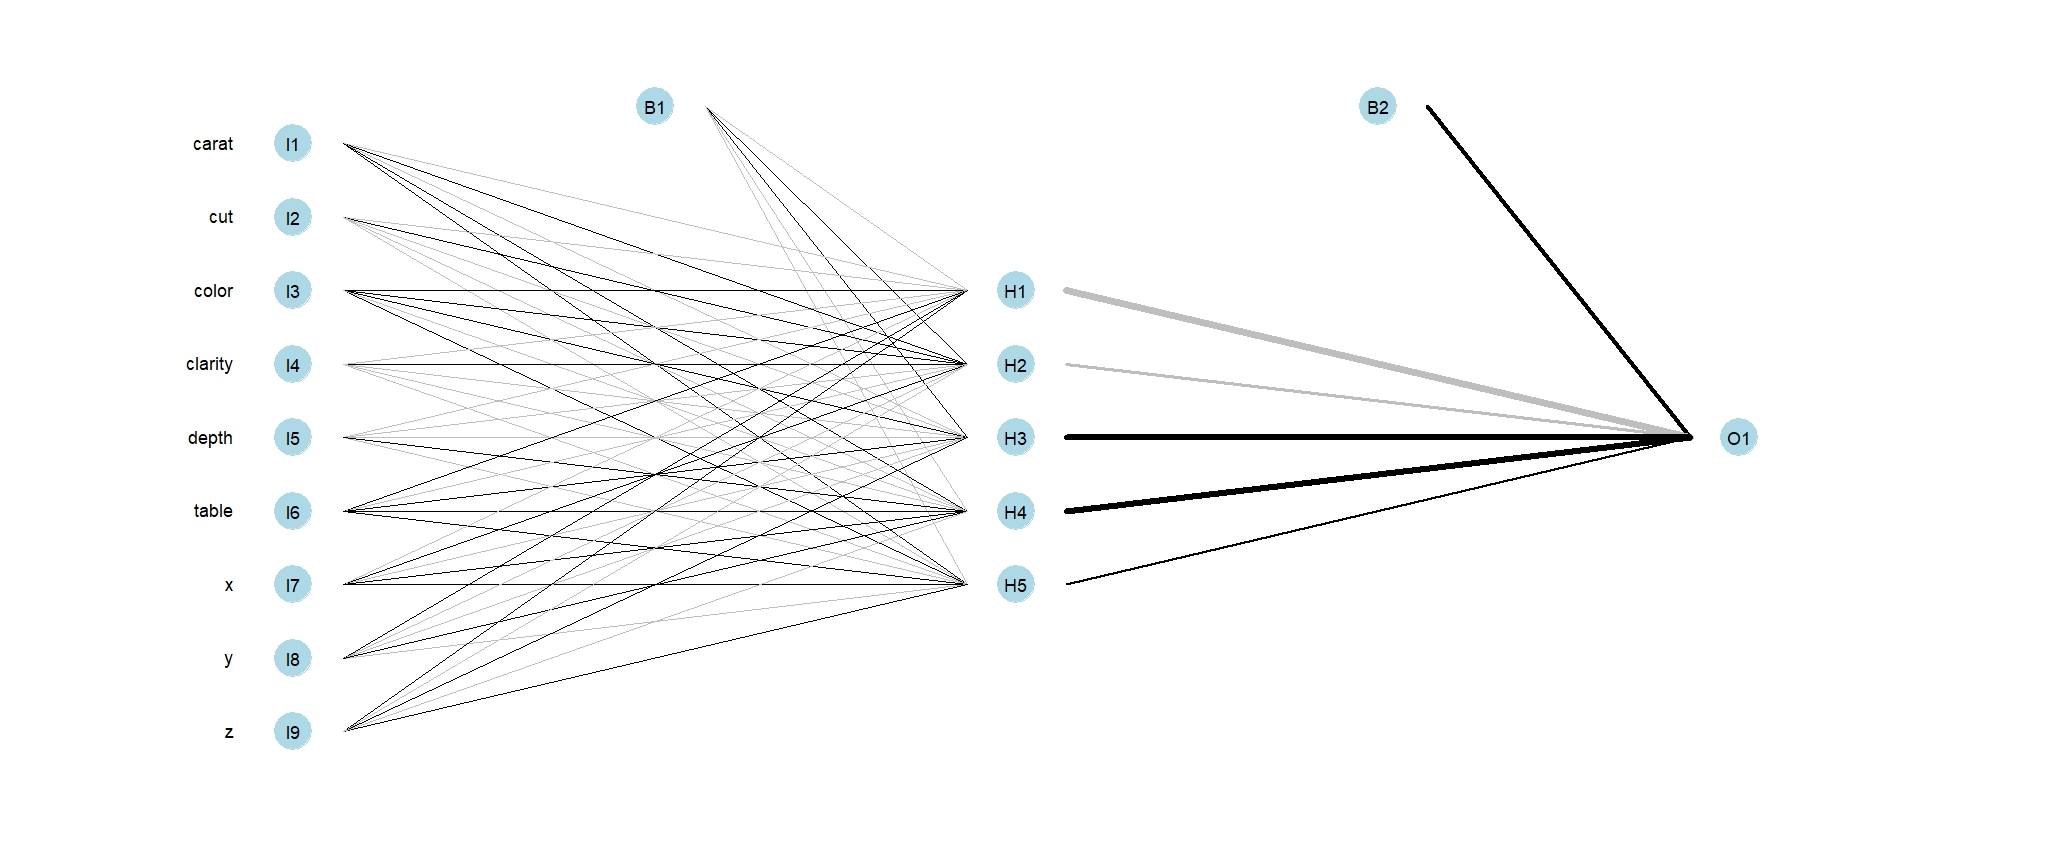 B1
B2
carat I1
cut I2
color I3 H1
clarity I4 H2
depth I5 H3 O1
table I6 H4
x I7 H5
y I8
z I9